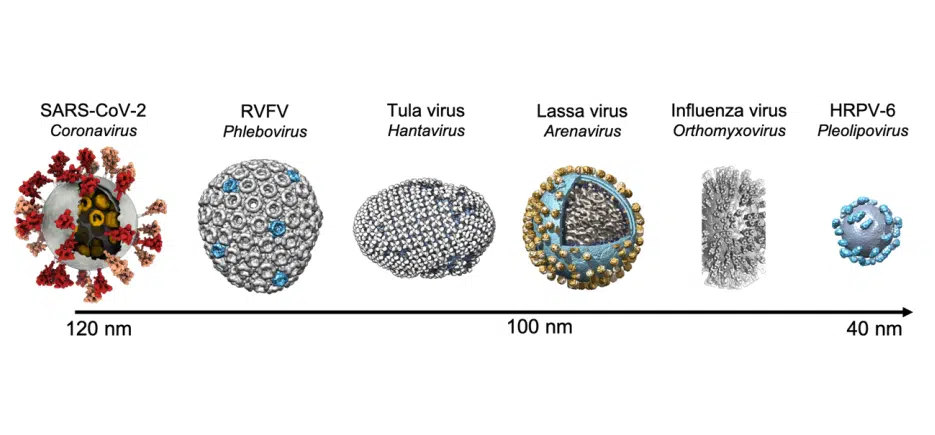 SARS-CoV-2
Coronavirus
RVFV
Phlebovirus
Tula virus
Hantavirus
Lassa virus
Arenavirus
Influenza virus
Orthomyxovirus
HRPV-6
Pleolipovirus
120 nm
100 nm
40 nm